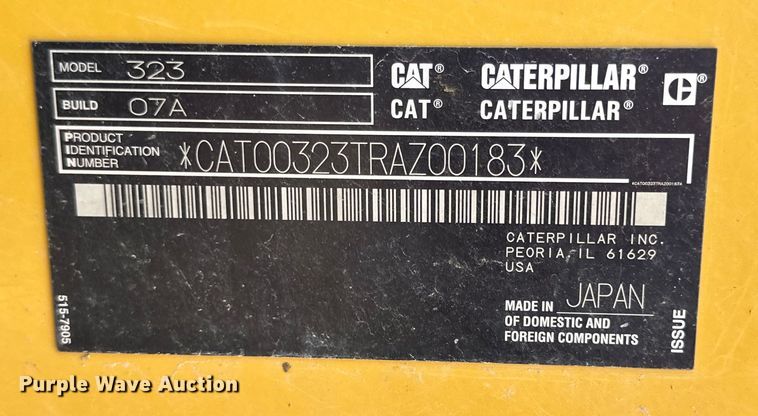 MODEL 323
BUILD 07A
CAT® CATERPILLAR® C®
CAT® CATERPILLAR®
PRODUCT
IDENTIFICATION
NUMBER
*CAT00323TRAZ00183*
CATERPILLAR INC.
PEORIA, IL 61629
USA
MADE IN JAPAN
OF DOMESTIC AND
FOREIGN COMPONENTS
ISSUE
515-7905
Purple Wave Auction